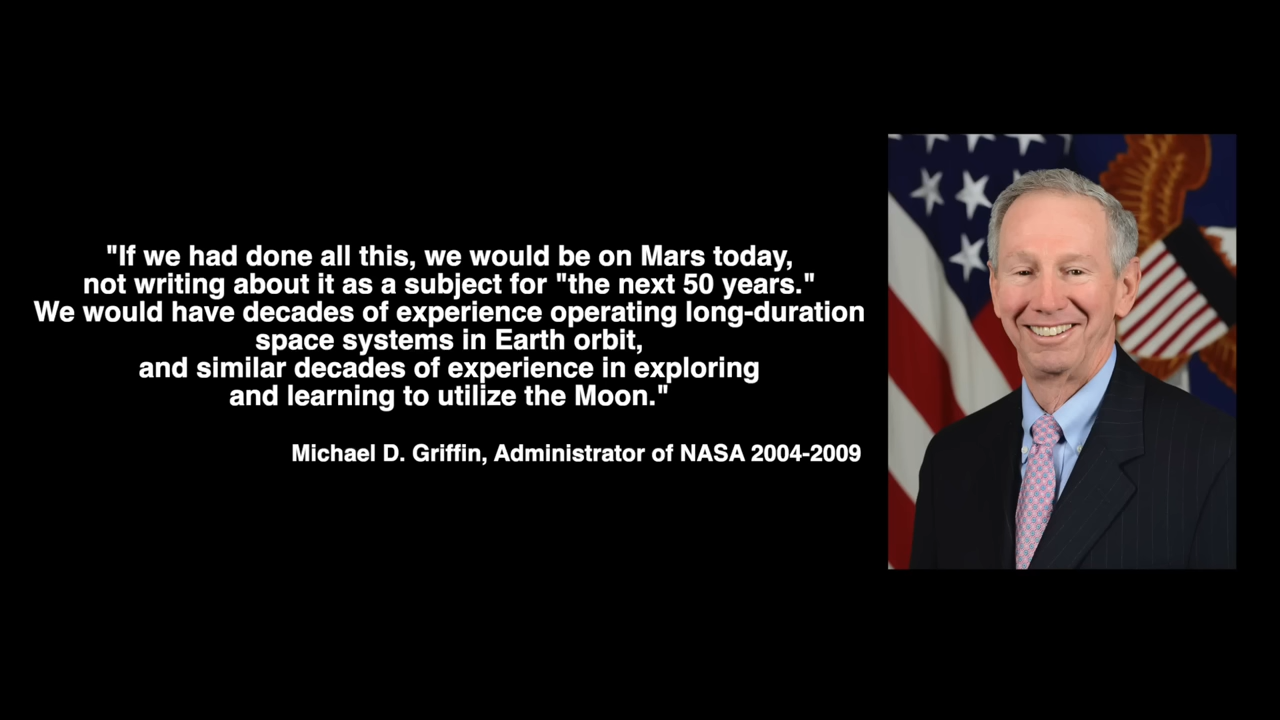 "If we had done all this, we would be on Mars today,
not writing about it as a subject for "the next 50 years."
We would have decades of experience operating long-duration
space systems in Earth orbit,
and similar decades of experience in exploring
and learning to utilize the Moon."
Michael D. Griffin, Administrator of NASA 2004-2009